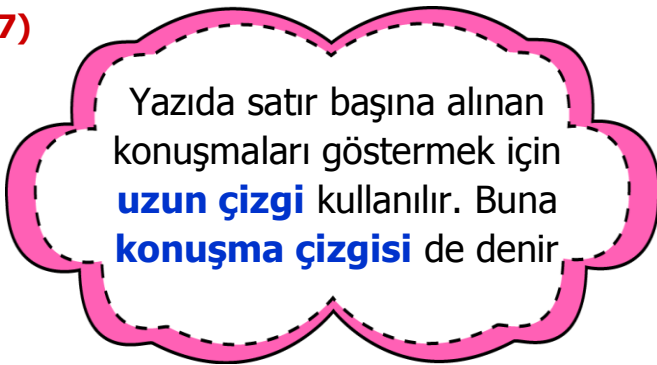 7)
Yazıda satır başına alınan
konuşmaları göstermek için
uzun çizgi kullanılır. Buna
konuşma çizgisi de denir